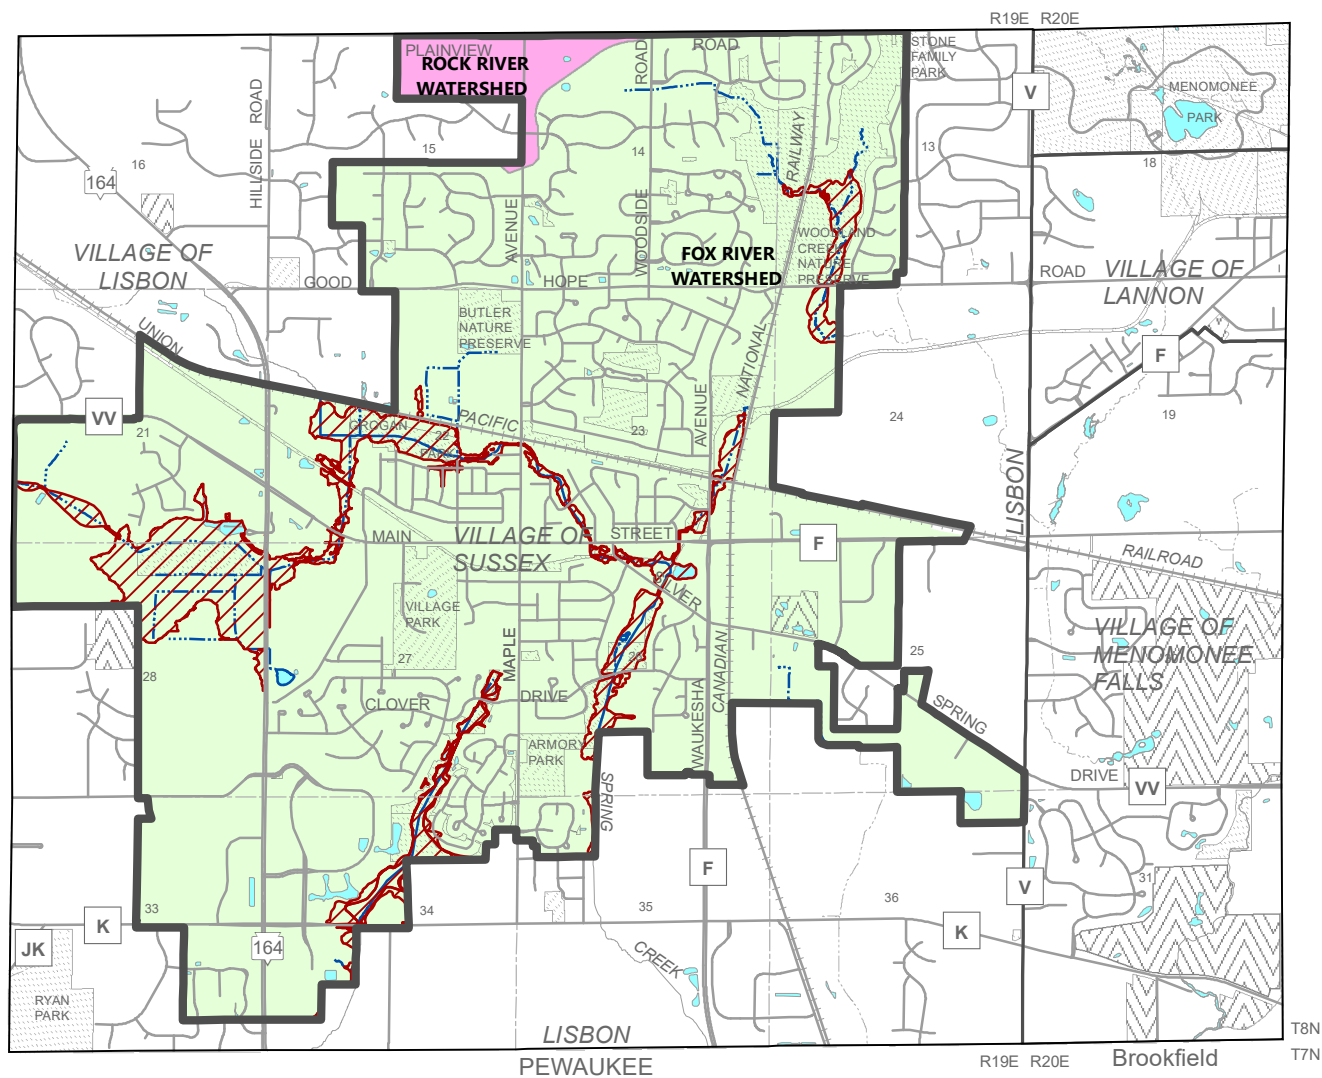 R19E R20E
PLAINVIEW
ROAD
ROCK RIVER
WATERSHED
ROAD
STONE
FAMILY
PARK
V
MENOMONEE
PARK
HILLSIDE ROAD
16
15
14
13
18
164
RAILWAY
AVENUE
WOODSIDE
VILLAGE OF
LISBON
FOX RIVER
WATERSHED
WOODLAND
CREEK
NATURE
PRESERVE
GOOD
HOPE
ROAD
VILLAGE OF
LANNON
UNION
BUTLER
NATURE
PRESERVE
NATIONAL
F
VV
21
GROGAN
22
PARK
PACIFIC
23
AVENUE
24
19
LISBON
MAIN
VILLAGE OF
SUSSEX
STREET
F
RAILROAD
SILVER
VILLAGE
PARK
27
MAPLE
26
CANADIAN
25
VILLAGE OF
MENOMONEE
FALLS
28
CLOVER
DRIVE
WAUKESHA
SPRING
ARMORY
PARK
SPRING
DRIVE
VV
F
V
31
33
34
35
36
K
K
JK
164
CREEK
RYAN
PARK
LISBON
PEWAUKEE
R19E R20E
Brookfield
T8N
T7N